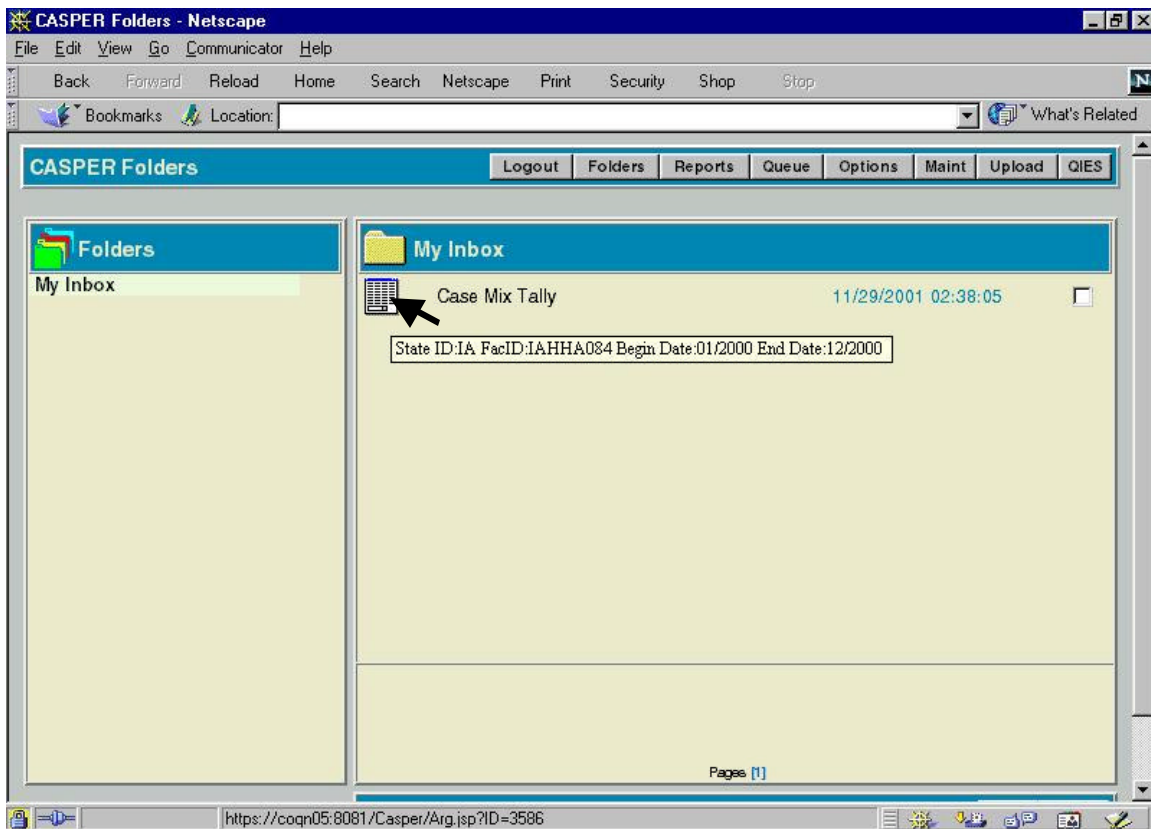 CASPER Folders - Netscape
File Edit View Go Communicator Help
Back Forward Reload Home Search Netscape Print Security Shop Stop
N
Bookmarks Location: What's Related
CASPER Folders
Logout Folders Reports Queue Options Maint Upload QIES
Folders
My Inbox
My Inbox
Case Mix Tally 11/29/2001 02:38:05
State ID:IA FacID:IAHHA084 Begin Date:01/2000 End Date:12/2000
Pages [1]
https://coqn05:8081/Casper/Arg.jsp?ID=3586